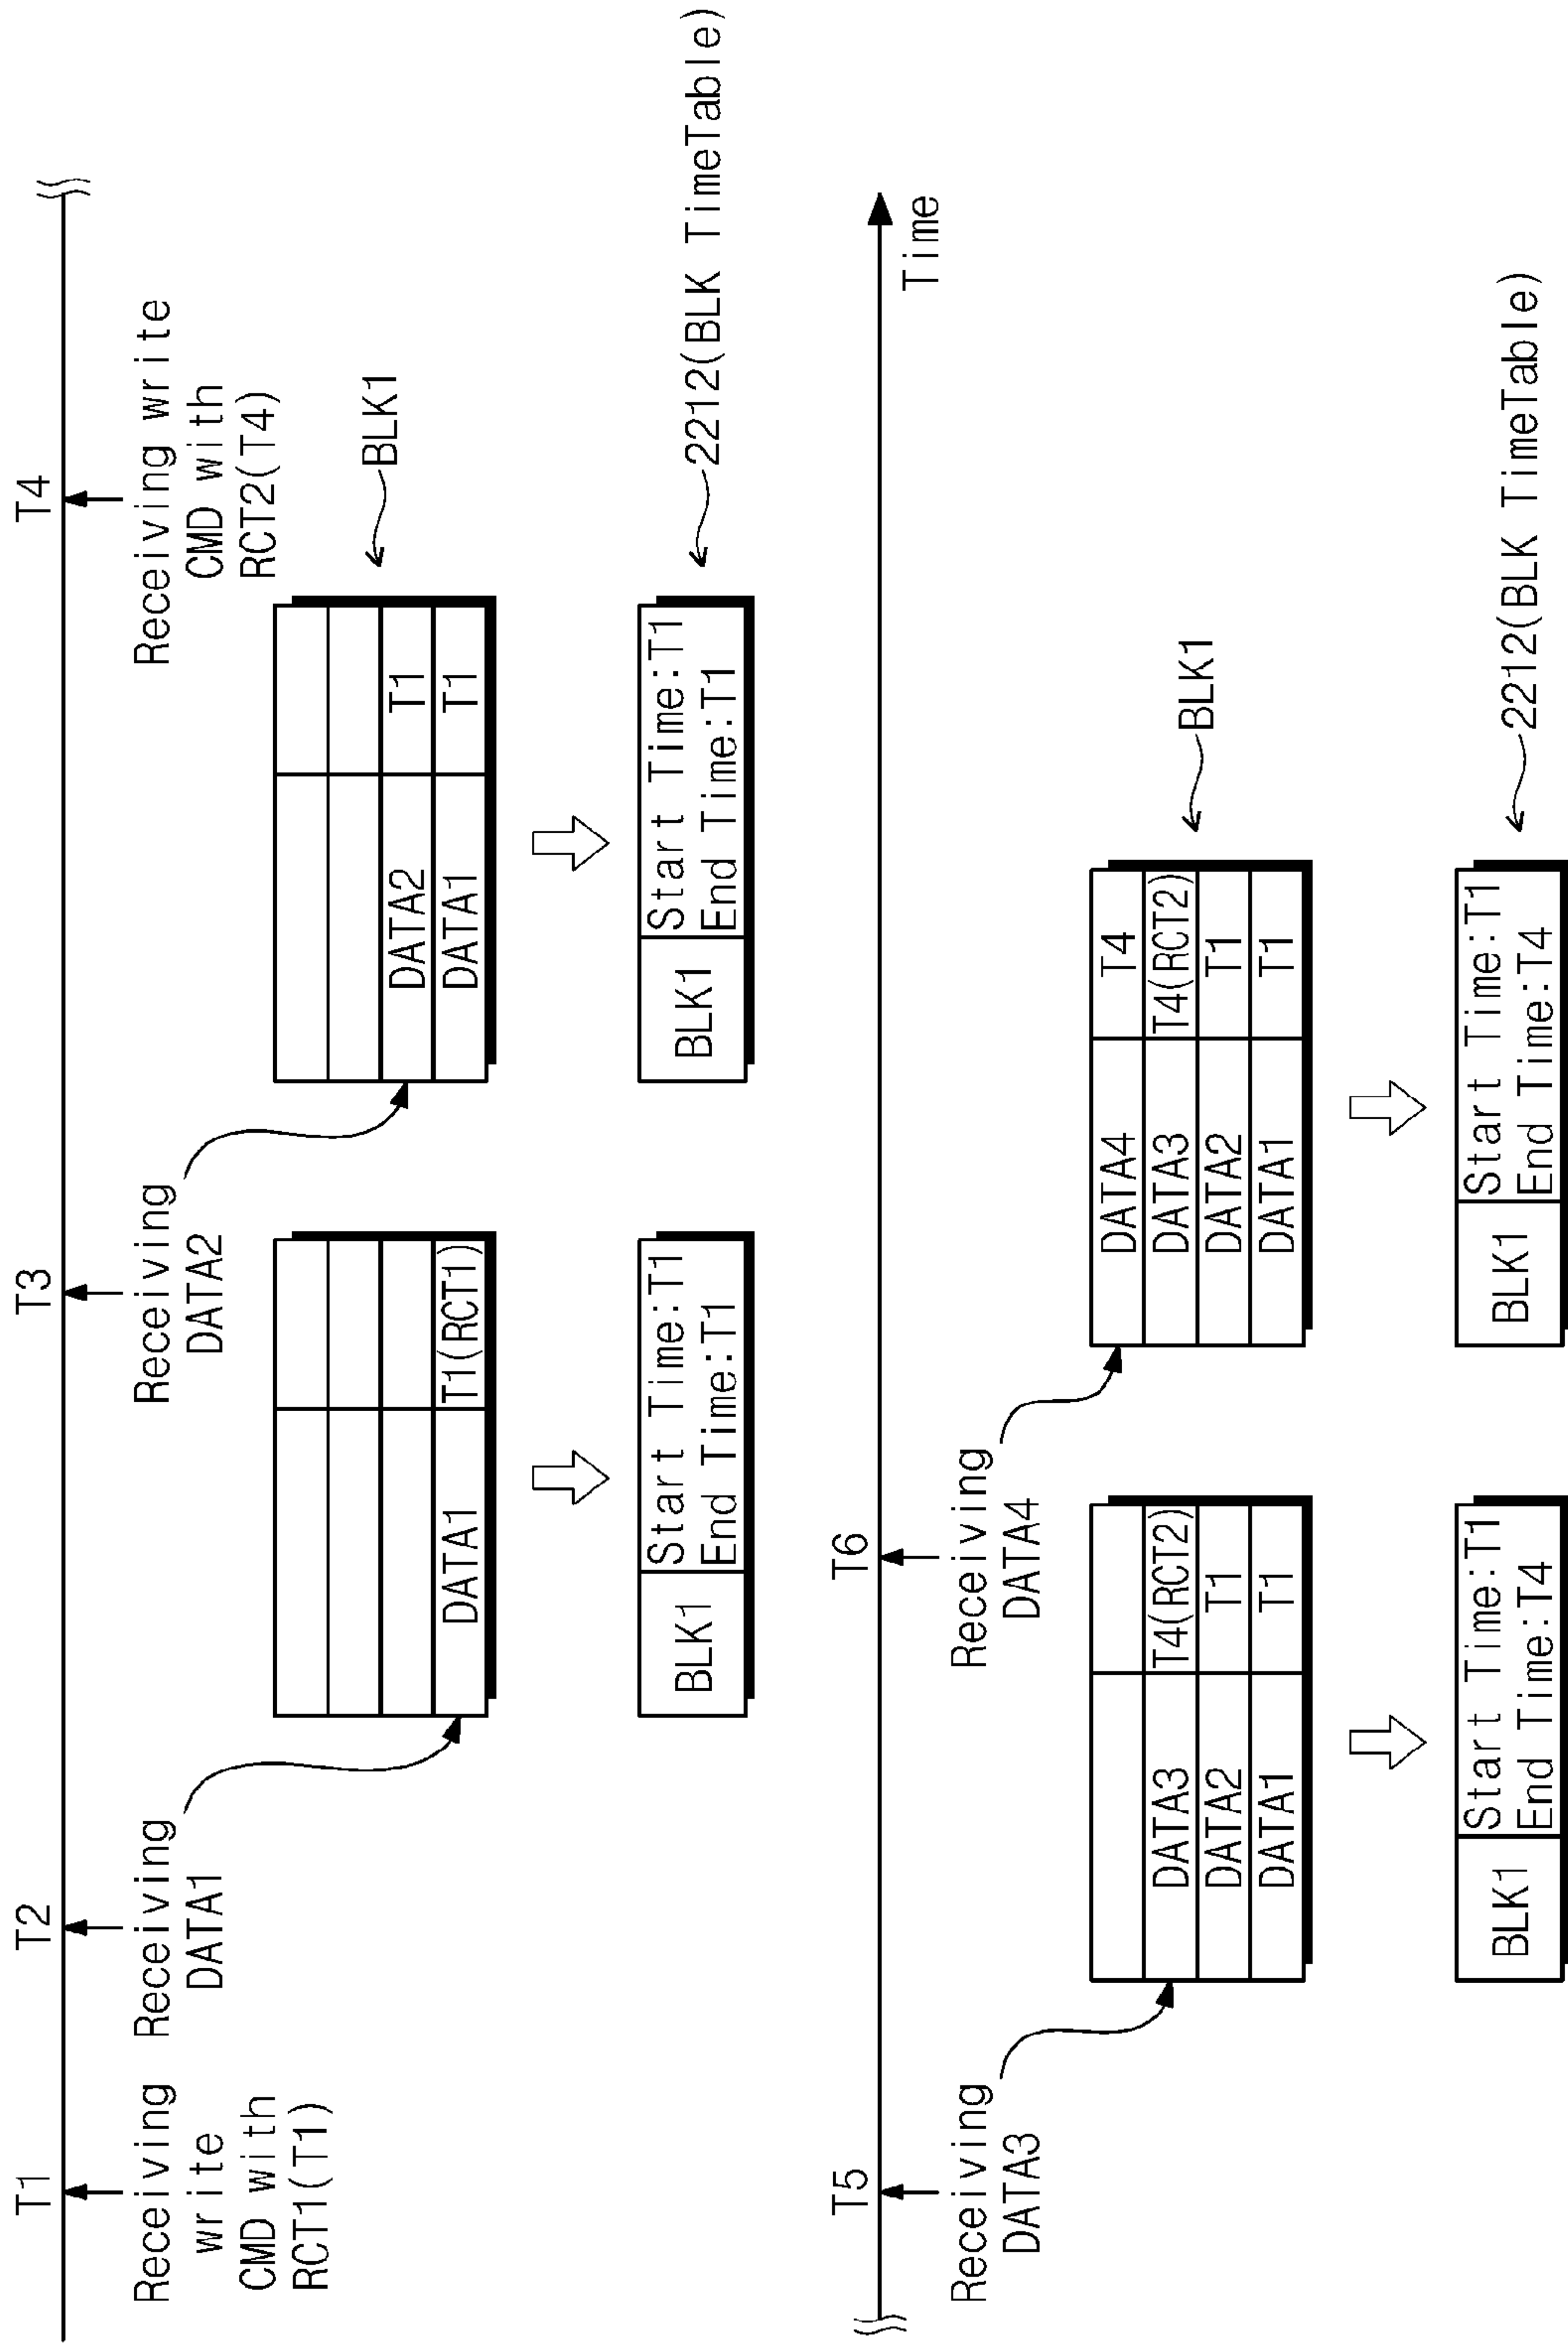 T1
T2
T3
T4
Receiving
write
CMD with
RCT1(T1)
Receiving
DATA1
Receiving
DATA2
Receiving write
CMD with
RCT2(T4)
DATA1 T1(RCT1)
BLK1
Start Time:T1
End Time:T1
DATA2 T1
DATA1 T1
BLK1
BLK1
Start Time:T1
End Time:T1
2212(BLK TimeTable)
T5
T6
Time
Receiving
DATA3
Receiving
DATA4
DATA3 T4(RCT2)
DATA2 T1
DATA1 T1
BLK1
Start Time:T1
End Time:T4
DATA4 T4
DATA3 T4(RCT2)
DATA2 T1
DATA1 T1
BLK1
BLK1
Start Time:T1
End Time:T4
2212(BLK TimeTable)